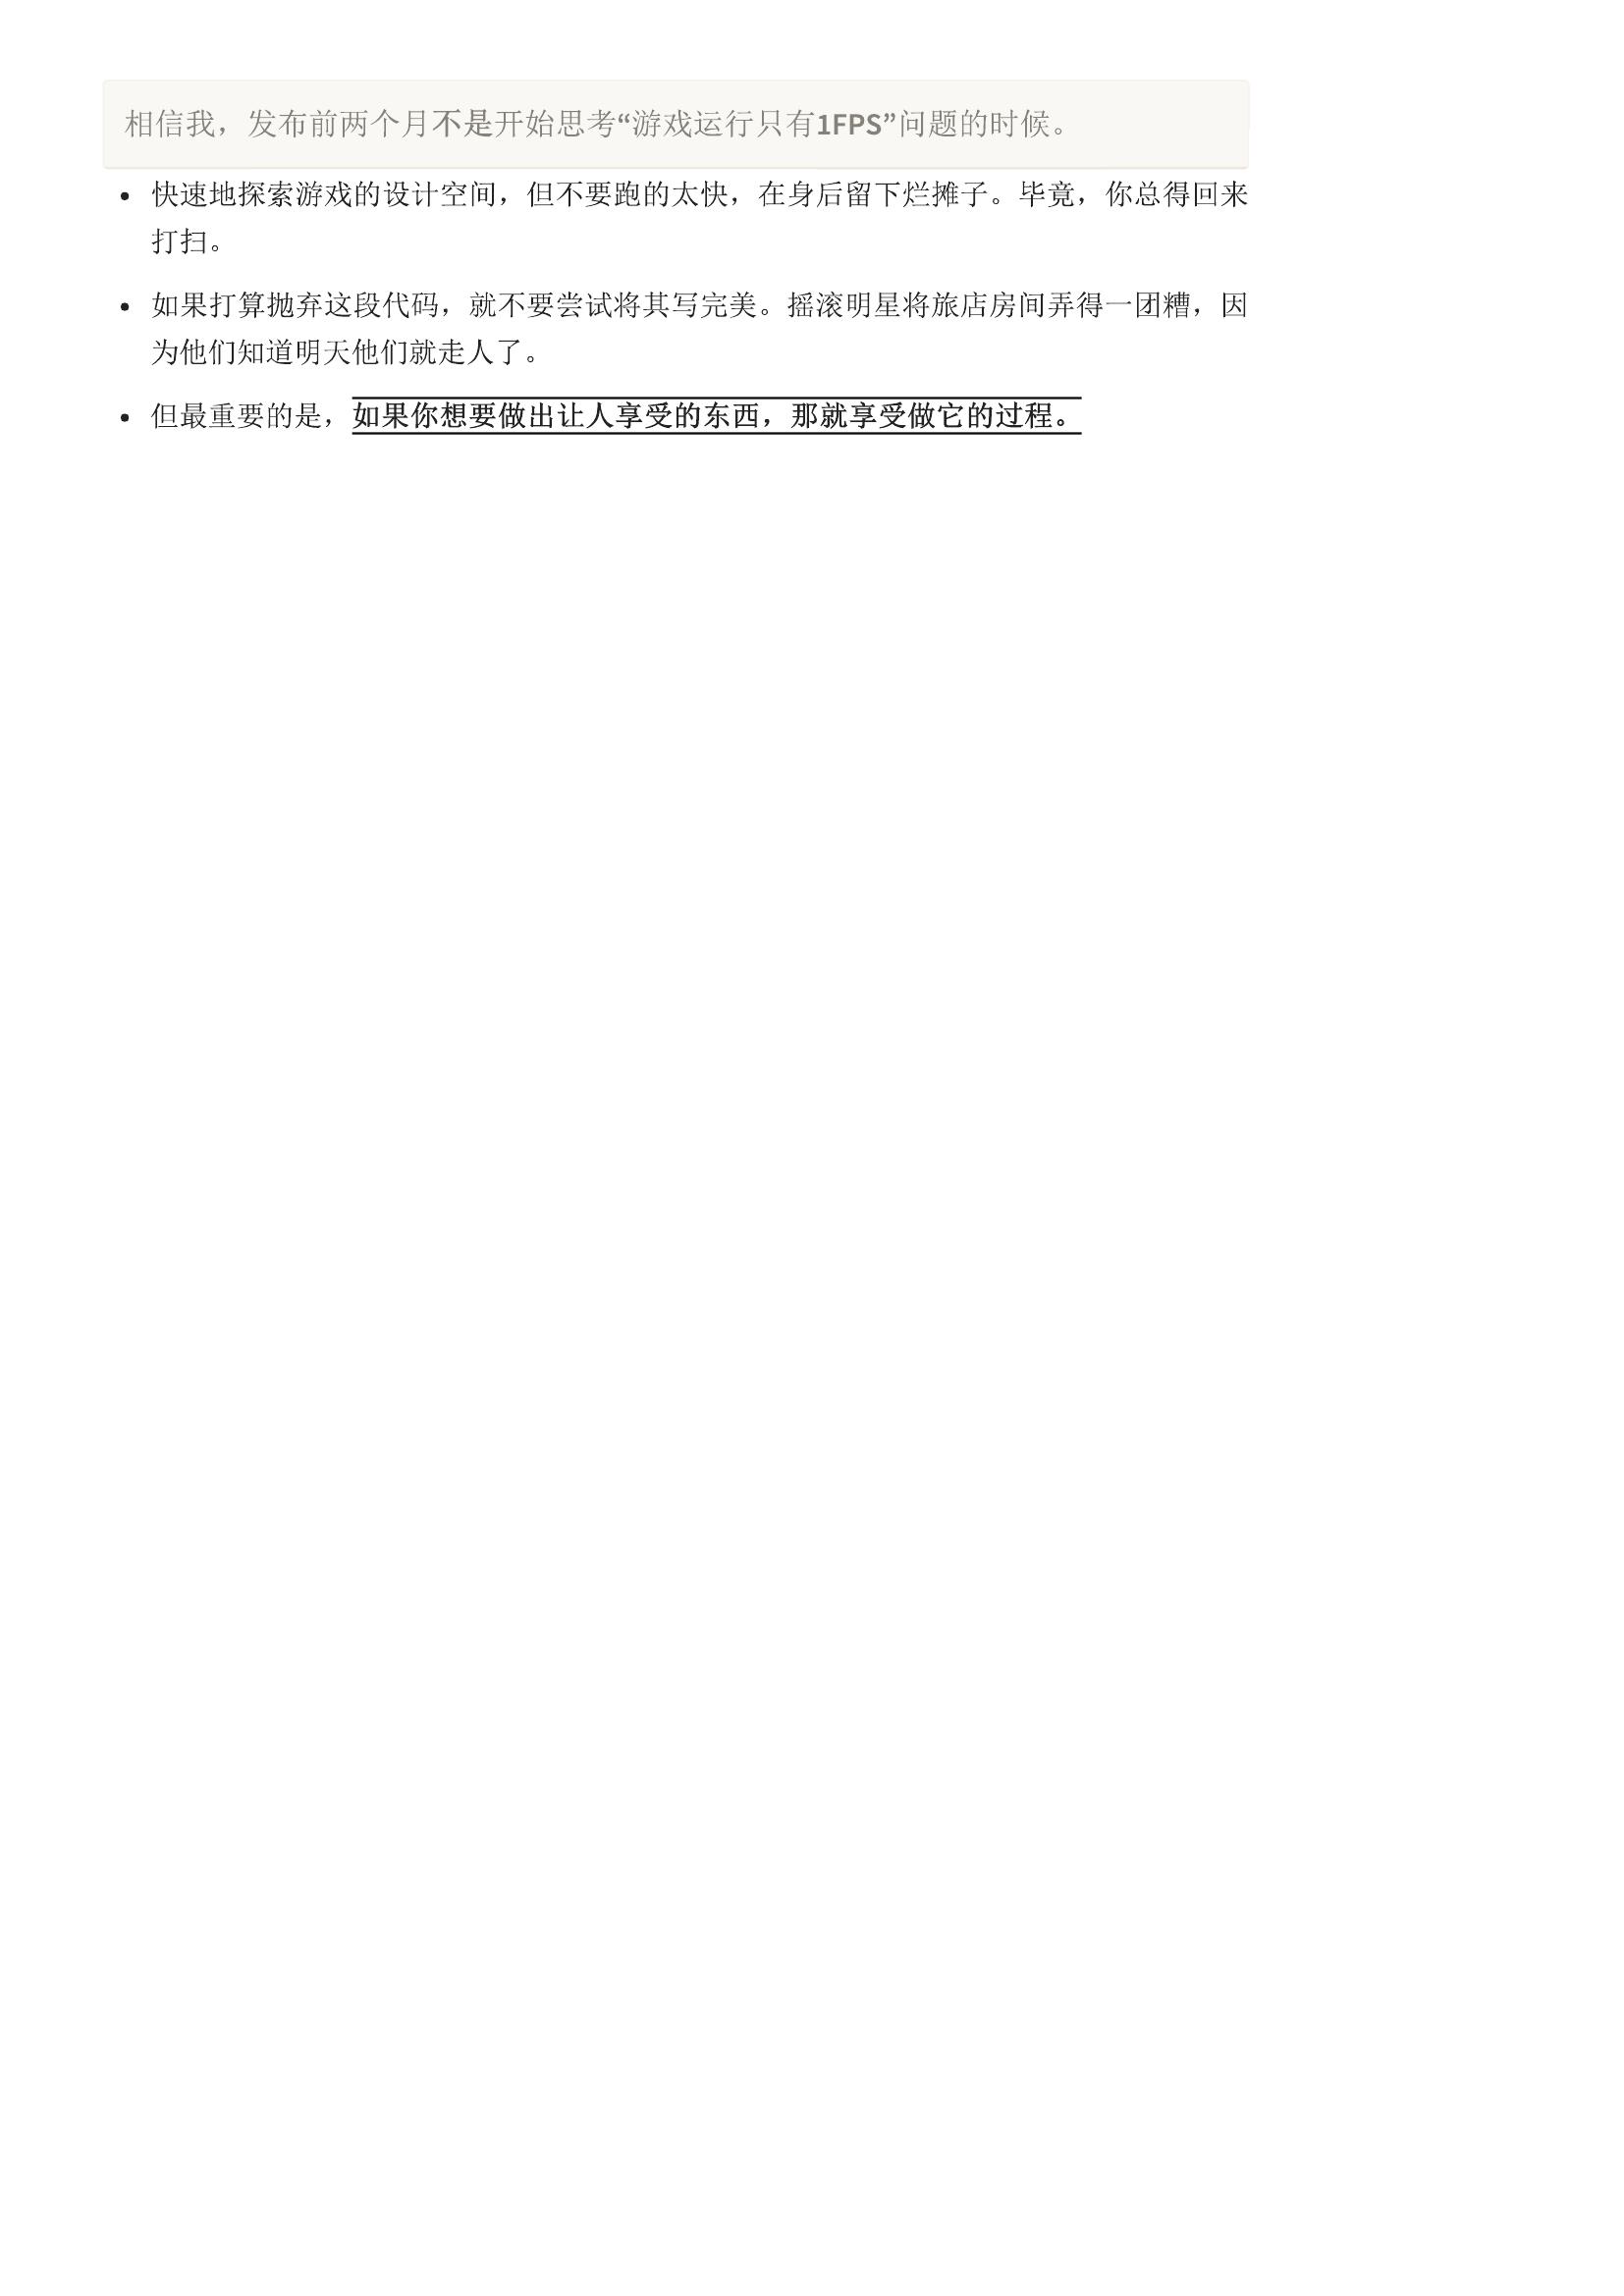 相信我，发布前两个月不是开始思考“游戏运行只有1FPS”问题的时候。
• 快速地探索游戏的设计空间，但不要跑的太快，在身后留下烂摊子。毕竟，你总得回来
打扫。
• 如果打算抛弃这段代码，就不要尝试将其写完美。摇滚明星将旅店房间弄得一团糟，因
为他们知道明天他们就走人了。
• 但最重要的是，如果你想要做出让人享受的东西，那就享受做它的过程。